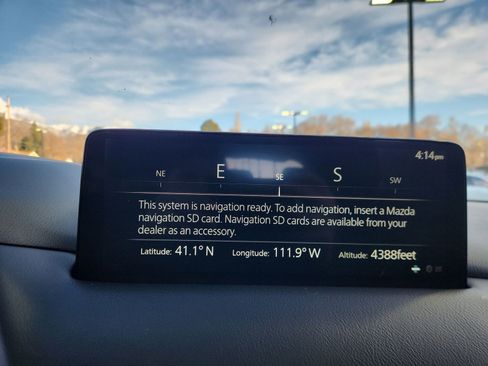 4:14pm
NE E SE S SW
This system is navigation ready. To add navigation, insert a Mazda
navigation SD card. Navigation SD cards are available from your
dealer as an accessory.
Latitude: 41.1° N Longitude: 111.9° W Altitude: 4388feet